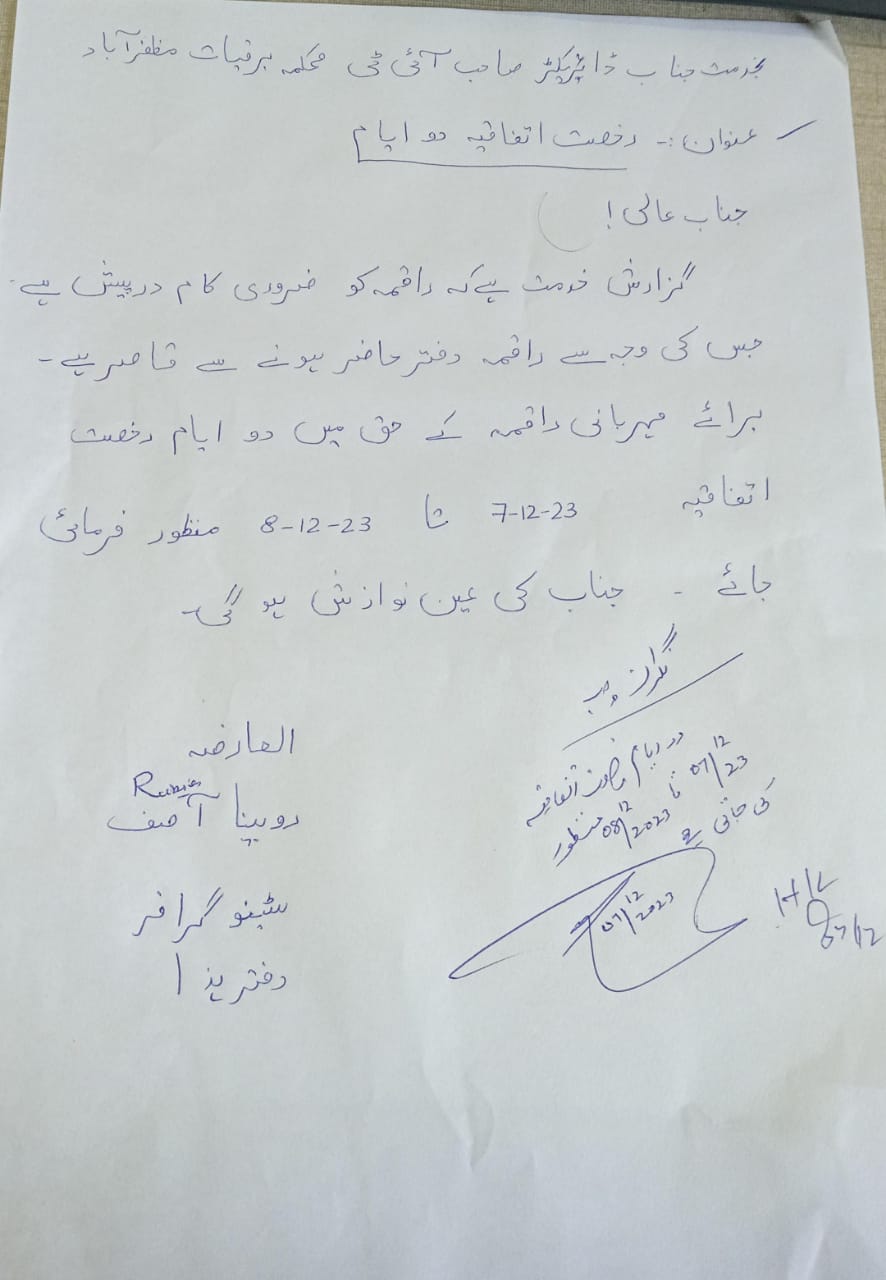 بخدمت جناب ڈائریکٹر صاحب آئی ٹی محکمہ برقیات مظفرآباد
عنوان :- رخصت اتفاقیہ دو ایام
جناب عالی!
گزارش خدمت ہے کہ راقمہ کو ضروری کام درپیش ہے۔
جس کی وجہ سے راقمہ دفتر حاضر ہونے سے قاصر ہے۔
برائے مہربانی راقمہ کے حق میں دو ایام رخصت
اتفاقیہ 7-12-23 تا 8-12-23 منظور فرمائی
جائے ۔ جناب کی عین نوازش ہو گی۔
العارضہ
Rubina
روبینا آصف
سٹینو گرافر
دفتر ہذا
نگران
دو ایام رخصت اتفاقیہ
07/12/23 تا 08/12/2023 منظور
کی جاتی ہے
07/12/2023
07/12